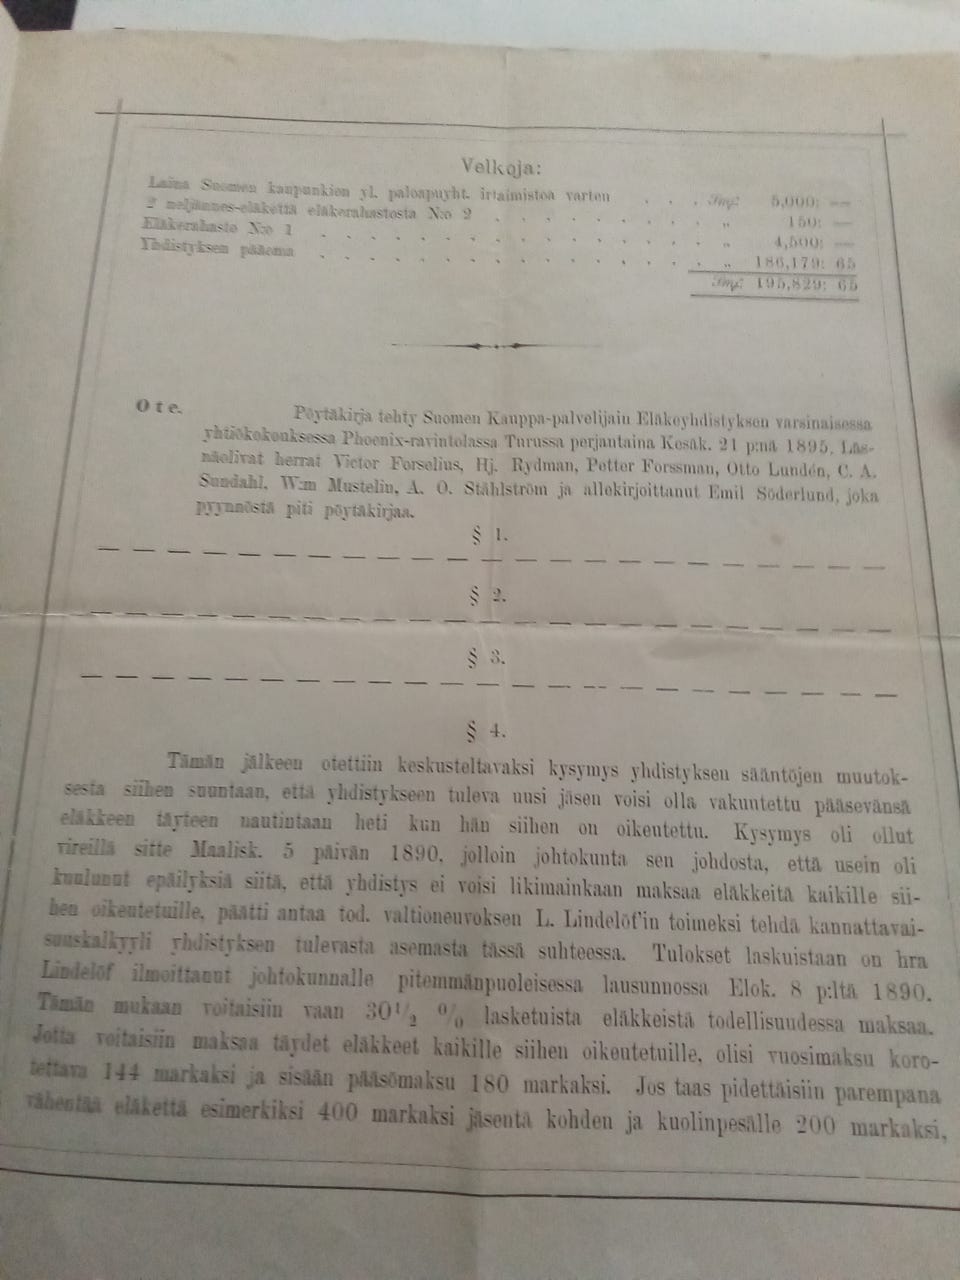 Velkoja:
Laina Suomen kaupunkien yl. paloapuyht. irtaimistoa varten . . . Smf: 5,000: —
2 neljännes-eläkettä eläkerahastosta N:o 2 . . . . . . . . . „ 150: —
Eläkerahasto N:o 1 . . . . . . . . . . . . . . „ 4,500: —
Yhdistyksen pääoma . . . . . . . . . . . . . . „ 186,179: 65
Smf: 195,829: 65
Ote. Pöytäkirja tehty Suomen Kauppa-palvelijain Eläkeyhdistyksen varsinaisessa
yhtiökokouksessa Phoenix-ravintolassa Turussa perjantaina Kesäk. 21 p:nä 1895. Läs-
näolivat herrat Victor Forselius, Hj. Rydman, Petter Forssman, Otto Lundén, C. A.
Sundahl, W:m Mustelin, A. O. Ståhlström ja allekirjoittanut Emil Söderlund, joka
pyynnöstä piti pöytäkirjaa.
§ 1.
§ 2.
§ 3.
§ 4.
Tämän jälkeen otettiin keskusteltavaksi kysymys yhdistyksen sääntöjen muutok-
sesta siihen suuntaan, että yhdistykseen tuleva uusi jäsen voisi olla vakuutettu pääsevänsä
eläkkeen täyteen nautintaan heti kun hän siihen on oikeutettu. Kysymys oli ollut
vireillä sitte Maalisk. 5 päivän 1890, jolloin johtokunta sen johdosta, että usein oli
kuulunut epäilyksiä siitä, että yhdistys ei voisi likimainkaan maksaa eläkkeitä kaikille sii-
hen oikeutetuille, päätti antaa tod. valtioneuvoksen L. Lindelöf'in toimeksi tehdä kannattavai-
suuskalkyyli yhdistyksen tulevasta asemasta tässä suhteessa. Tulokset laskuistaan on hra
Lindelöf ilmoittanut johtokunnalle pitemmänpuoleisessa lausunnossa Elok. 8 p:ltä 1890.
Tämän mukaan voitaisiin vaan 30 1/2 % lasketuista eläkkeistä todellisuudessa maksaa.
Jotta voitaisiin maksaa täydet eläkkeet kaikille siihen oikeutetuille, olisi vuosimaksu koro-
tettava 144 markaksi ja sisään pääsömaksu 180 markaksi. Jos taas pidettäisiin parempana
vähentää eläkettä esimerkiksi 400 markaksi jäsentä kohden ja kuolinpesälle 200 markaksi,